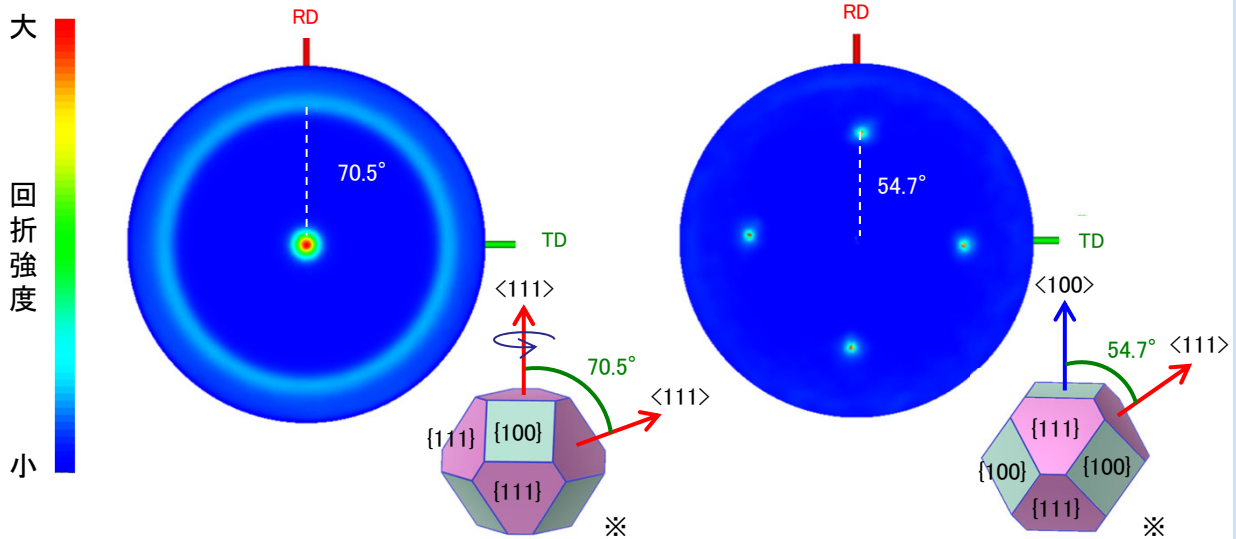 大
回折強度
小
RD
70.5°
TD
<111>
70.5°
<111>
{111}
{100}
{111}
※
RD
54.7°
TD
<100>
54.7°
<111>
{111}
{100}
{100}
{111}
※